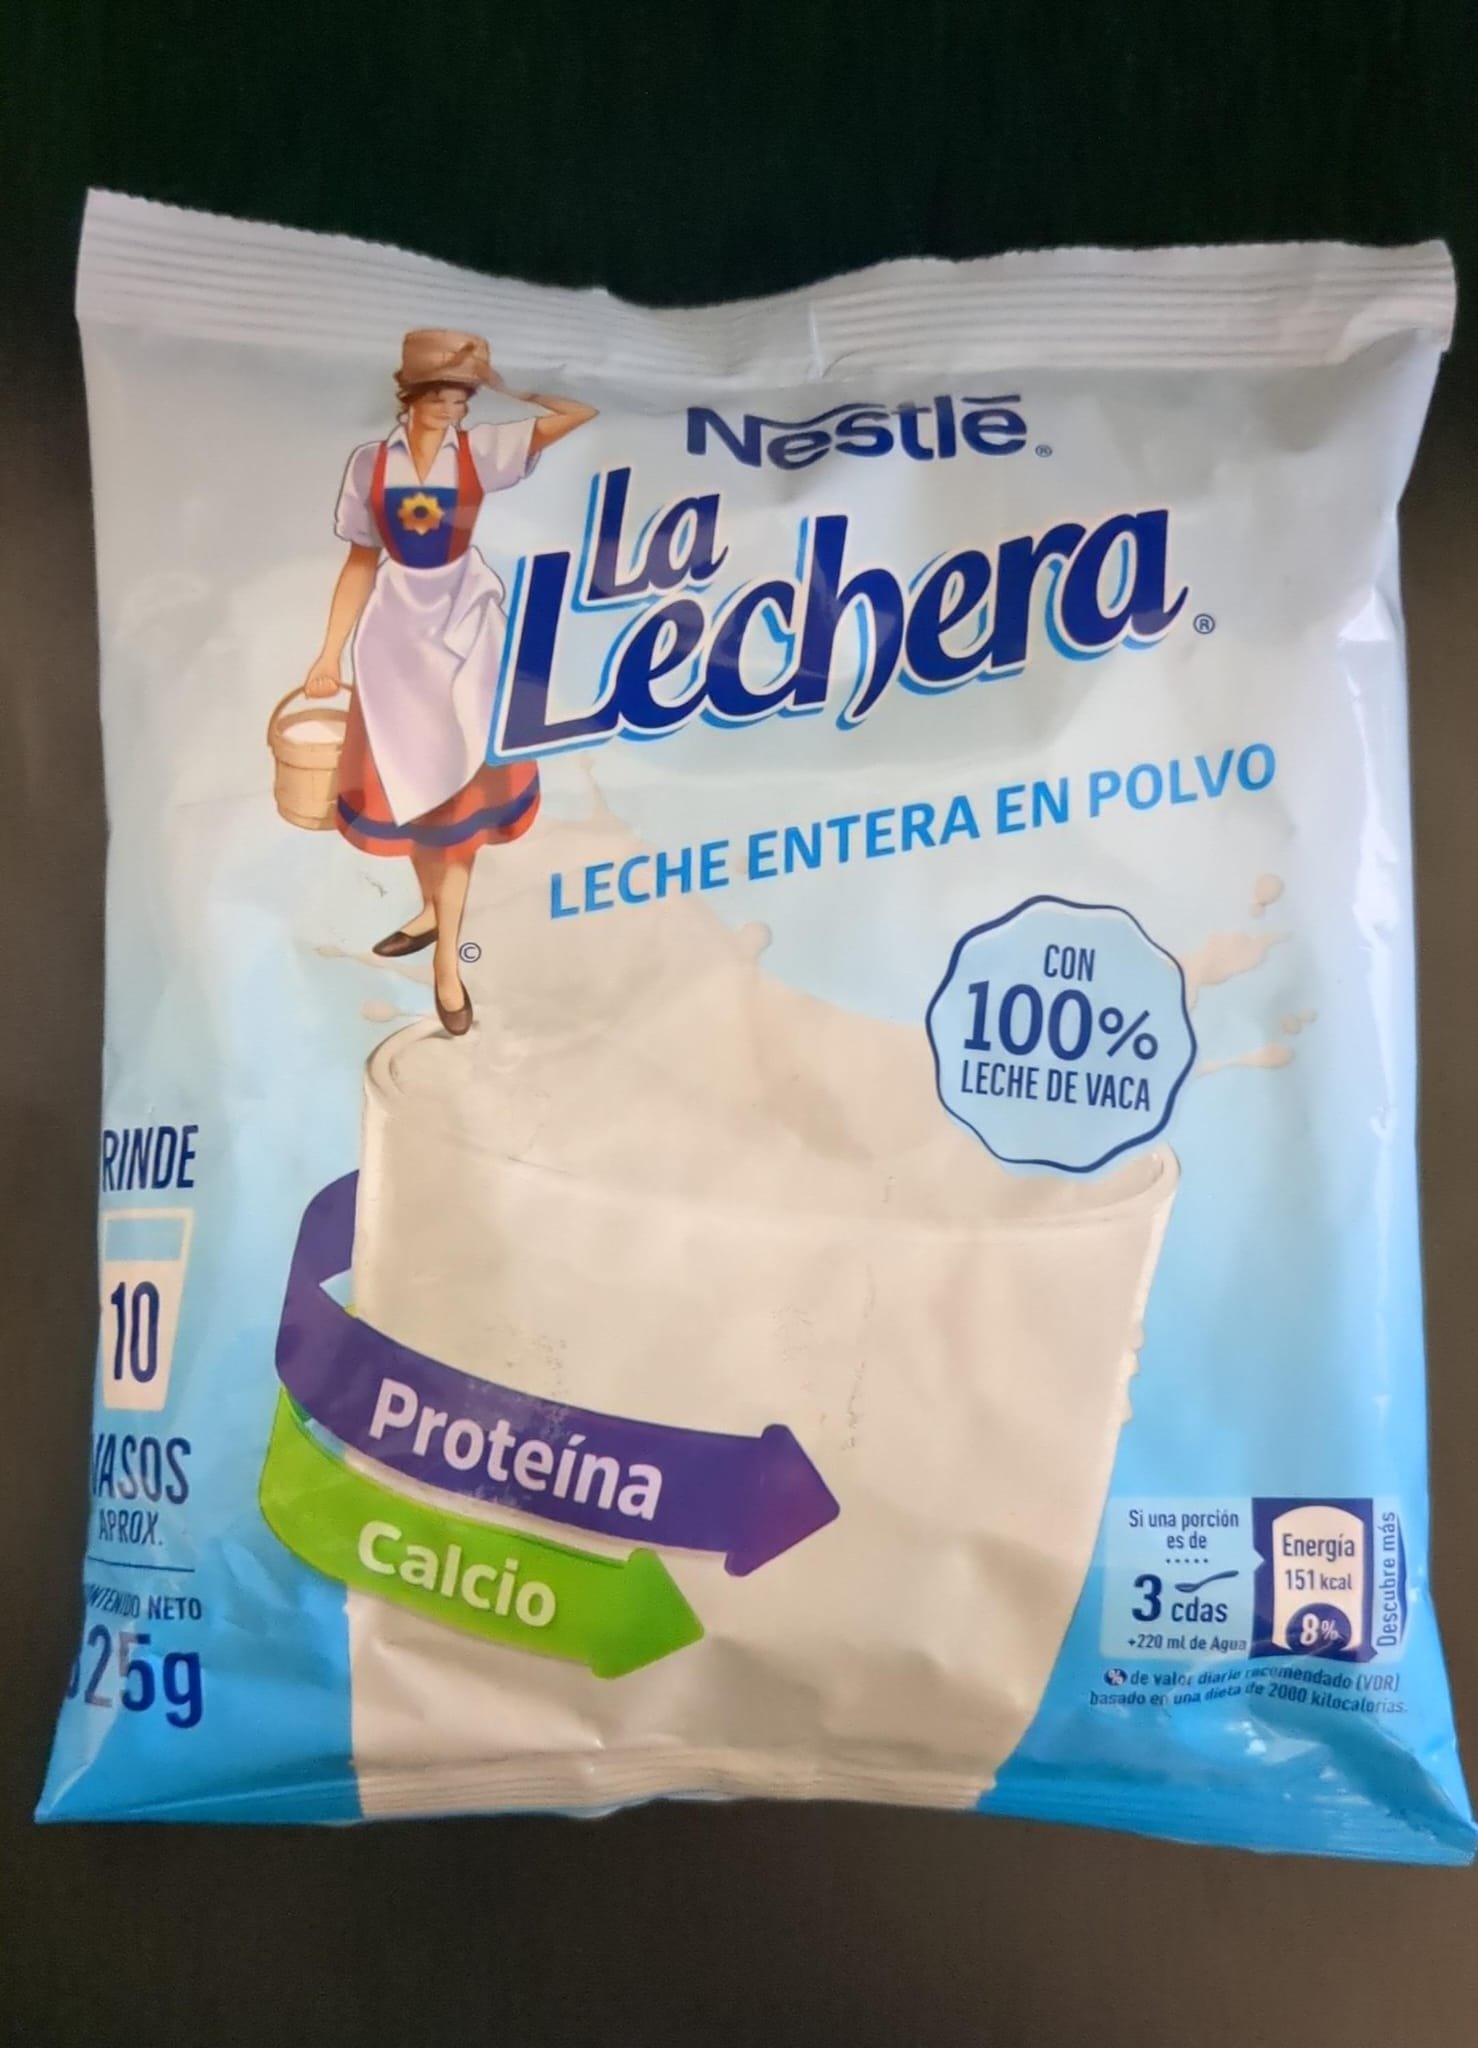 Nestlé®
La
Lechera®
LECHE ENTERA EN POLVO
CON
100%
LECHE DE VACA
©
RINDE
10
VASOS
APROX.
NETO
25g
Proteína
Calcio
Si una porción
es de
3 cdas
+220 ml de Agua
Energía
151 kcal
8%
Descubre más
% de valor diario recomendado (VDR)
basado en una dieta de 2000 kilocalorías.